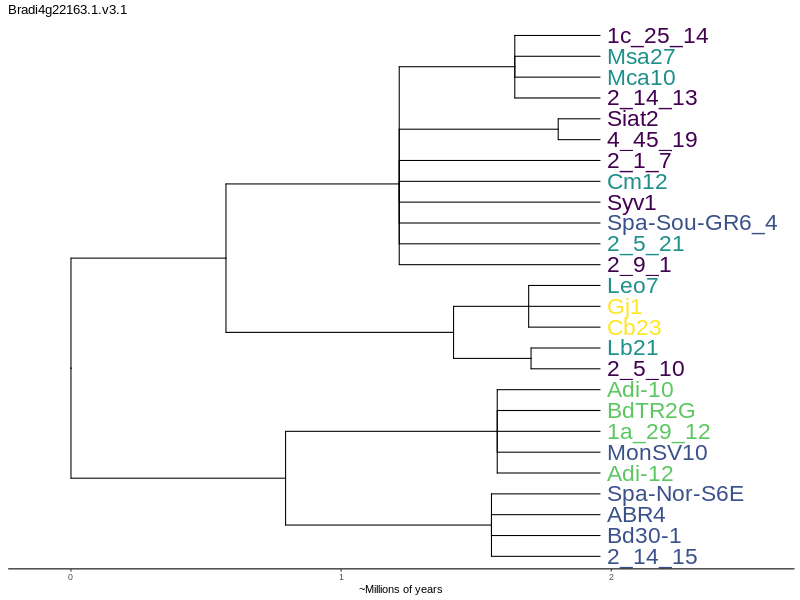 Bradi4g22163.1.v3.1
1c_25_14
Msa27
Mca10
2_14_13
Siat2
4_45_19
2_1_7
Cm12
Syv1
Spa-Sou-GR6_4
2_5_21
2_9_1
Leo7
Gj1
Cb23
Lb21
2_5_10
Adi-10
BdTR2G
1a_29_12
MonSV10
Adi-12
Spa-Nor-S6E
ABR4
Bd30-1
2_14_15
0 1 2
~Millions of years